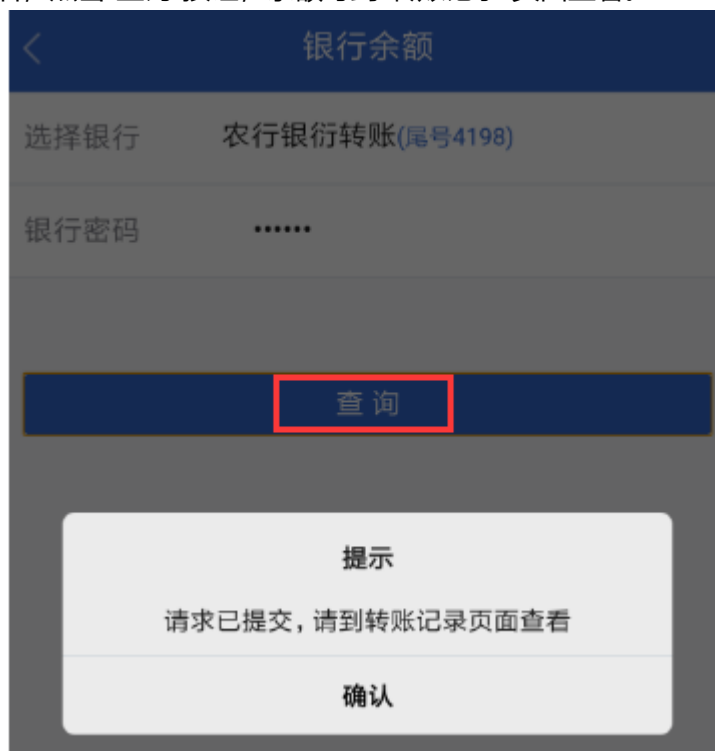 银行余额
选择银行 农行银衍转账(尾号4198)
银行密码 ••••••
查询
提示
请求已提交，请到转账记录页面查看
确认